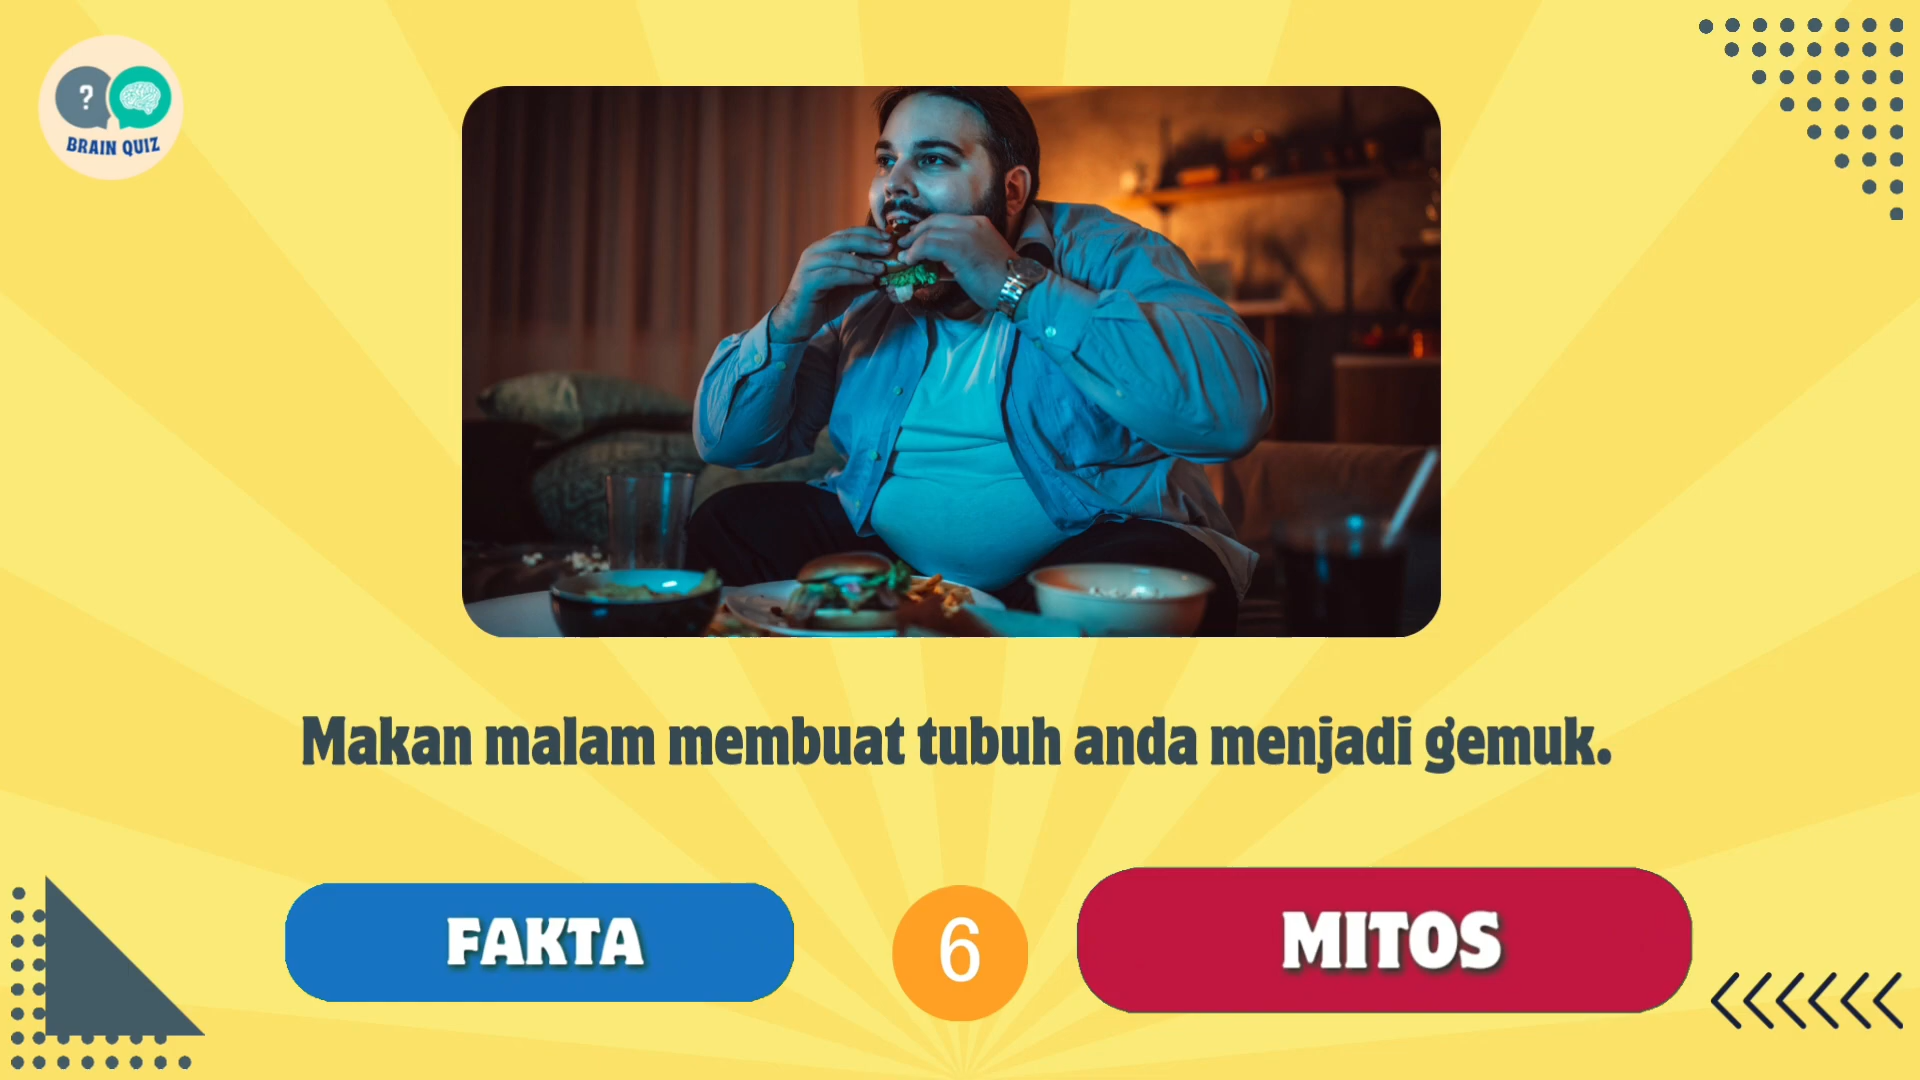 ?
BRAIN QUIZ
Makan malam membuat tubuh anda menjadi gemuk.
FAKTA
6
MITOS